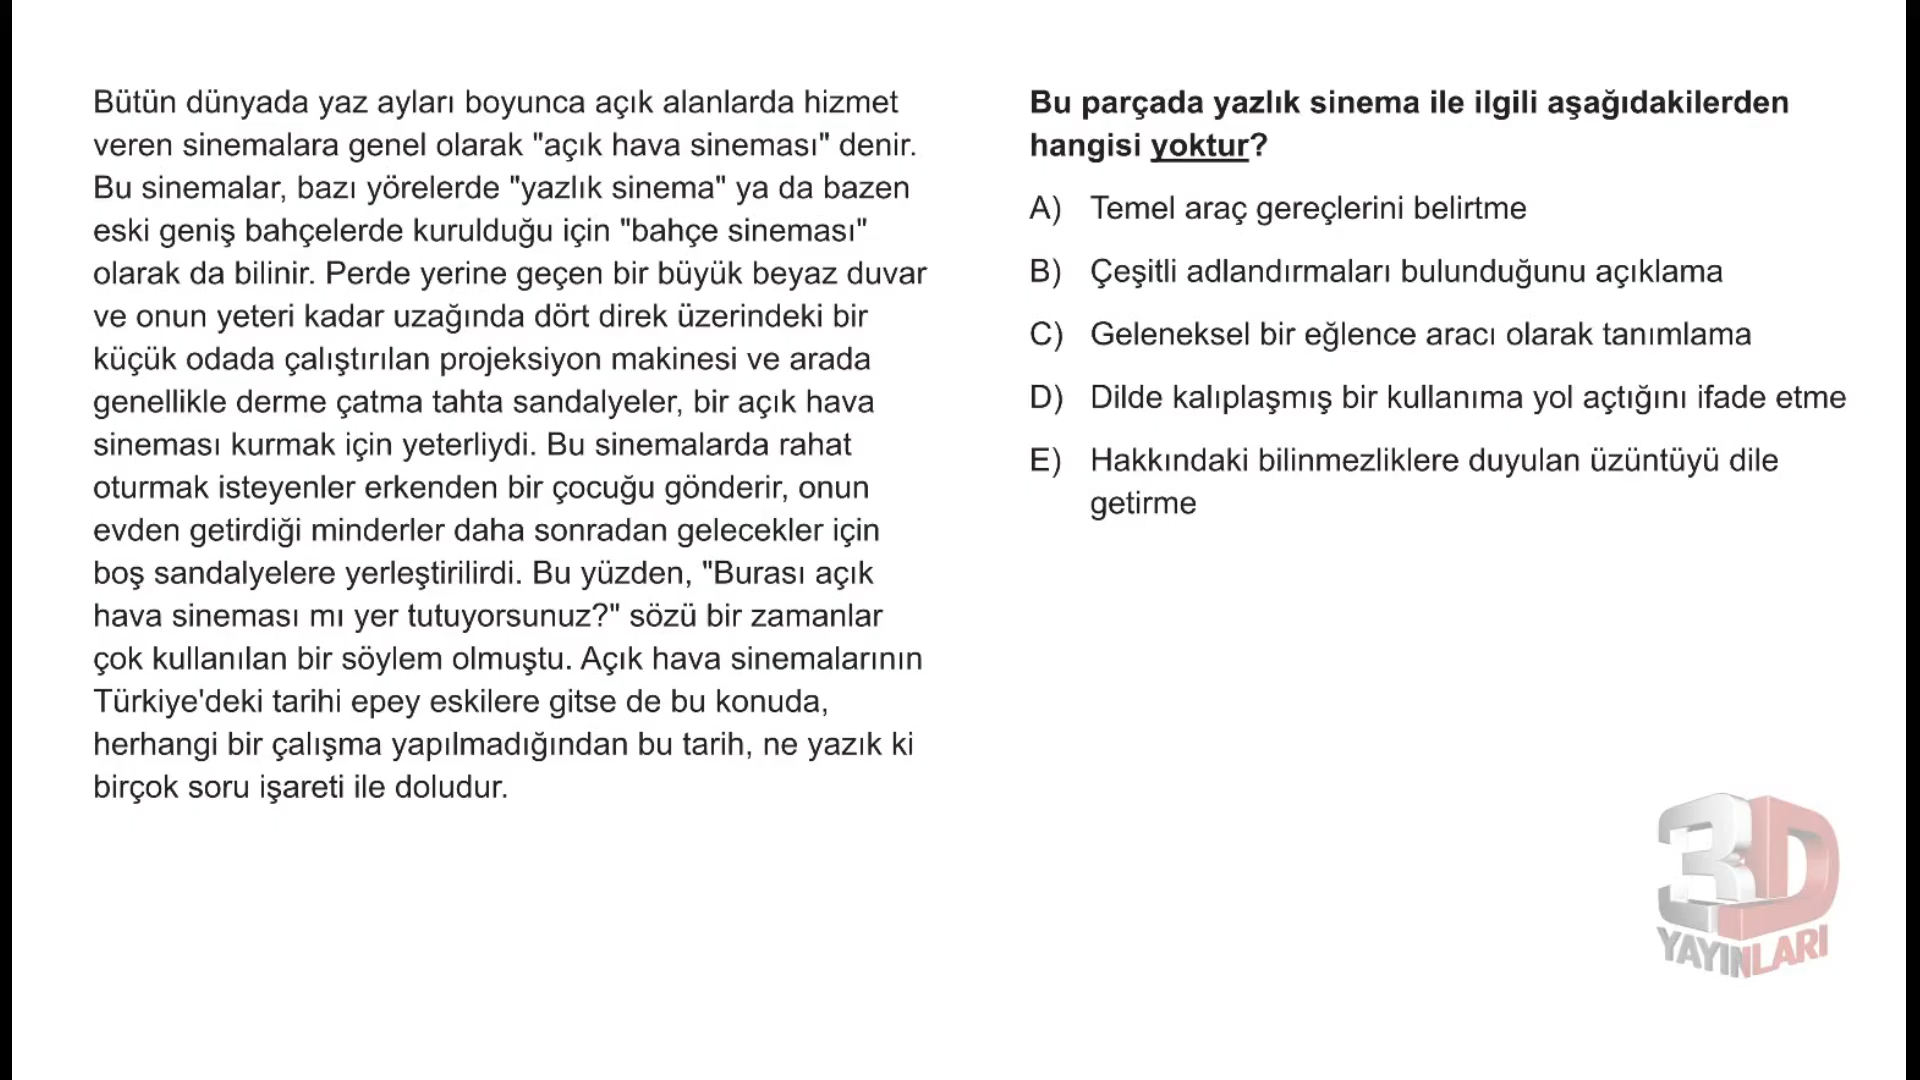 Bütün dünyada yaz ayları boyunca açık alanlarda hizmet
veren sinemalara genel olarak "açık hava sineması" denir.
Bu sinemalar, bazı yörelerde "yazlık sinema" ya da bazen
eski geniş bahçelerde kurulduğu için "bahçe sineması"
olarak da bilinir. Perde yerine geçen bir büyük beyaz duvar
ve onun yeteri kadar uzağında dört direk üzerindeki bir
küçük odada çalıştırılan projeksiyon makinesi ve arada
genellikle derme çatma tahta sandalyeler, bir açık hava
sineması kurmak için yeterliydi. Bu sinemalarda rahat
oturmak isteyenler erkenden bir çocuğu gönderir, onun
evden getirdiği minderler daha sonradan gelecekler için
boş sandalyelere yerleştirilirdi. Bu yüzden, "Burası açık
hava sineması mı yer tutuyorsunuz?" sözü bir zamanlar
çok kullanılan bir söylem olmuştu. Açık hava sinemalarının
Türkiye'deki tarihi epey eskilere gitse de bu konuda,
herhangi bir çalışma yapılmadığından bu tarih, ne yazık ki
birçok soru işareti ile doludur.
Bu parçada yazlık sinema ile ilgili aşağıdakilerden
hangisi yoktur?
A) Temel araç gereçlerini belirtme
B) Çeşitli adlandırmaları bulunduğunu açıklama
C) Geleneksel bir eğlence aracı olarak tanımlama
D) Dilde kalıplaşmış bir kullanıma yol açtığını ifade etme
E) Hakkındaki bilinmezliklere duyulan üzüntüyü dile
getirme
3D
YAYINLARI